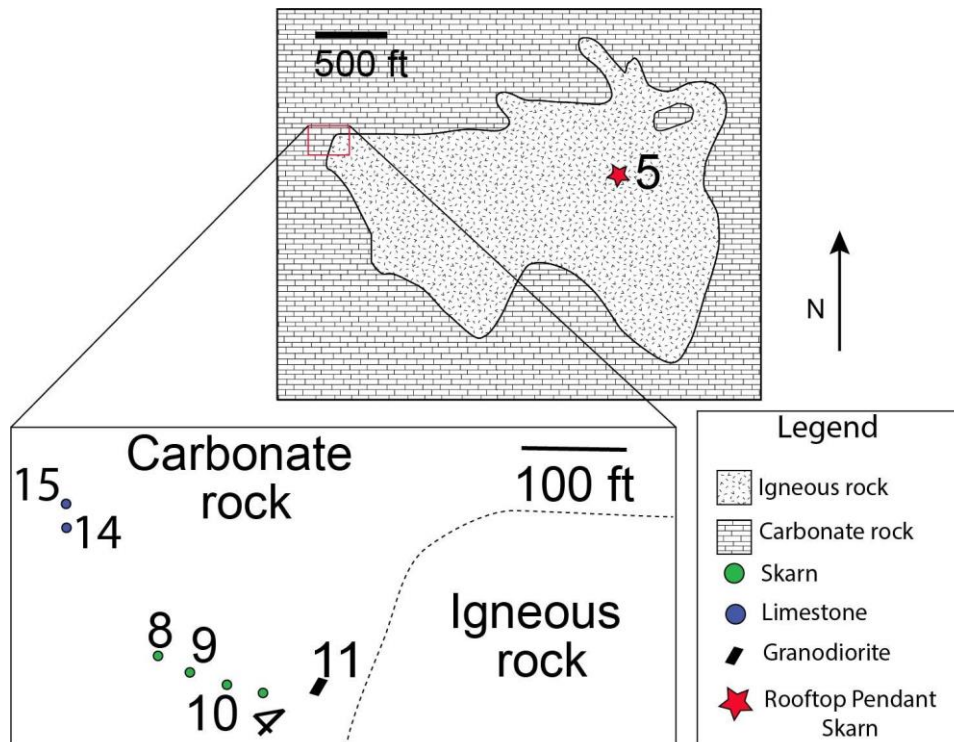 500 ft
5
N
Carbonate
rock
100 ft
15
14
8
9
10
4
11
Igneous
rock
Legend
Igneous rock
Carbonate rock
Skarn
Limestone
Granodiorite
Rooftop Pendant
Skarn